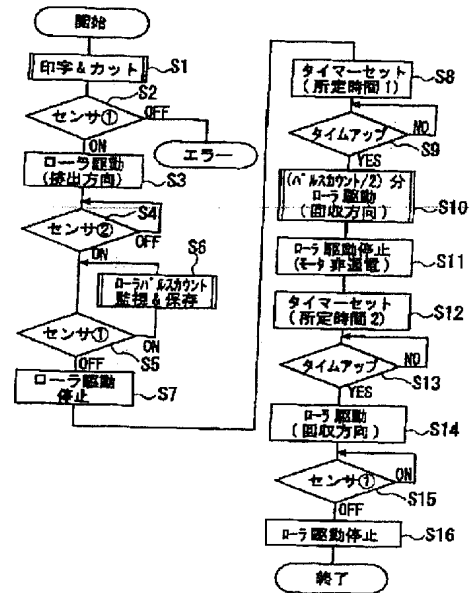 開始
印字&カット
S1
S2
センサ①
OFF
エラー
ON
ローラ駆動
(排出方向)
S3
S4
センサ②
OFF
ON
S6
ローラパルスカウント
監視&保存
センサ①
ON
S5
OFF
ローラ駆動
停止
S7
タイマーセット
(所定時間1)
S8
タイムアップ
NO
S9
YES
(パルスカウント/2)分
ローラ駆動
(回収方向)
S10
ローラ駆動停止
(モータ非通電)
S11
タイマーセット
(所定時間2)
S12
タイムアップ
NO
S13
YES
ローラ駆動
(回収方向)
S14
センサ①
ON
S15
OFF
ローラ駆動停止
S16
終了